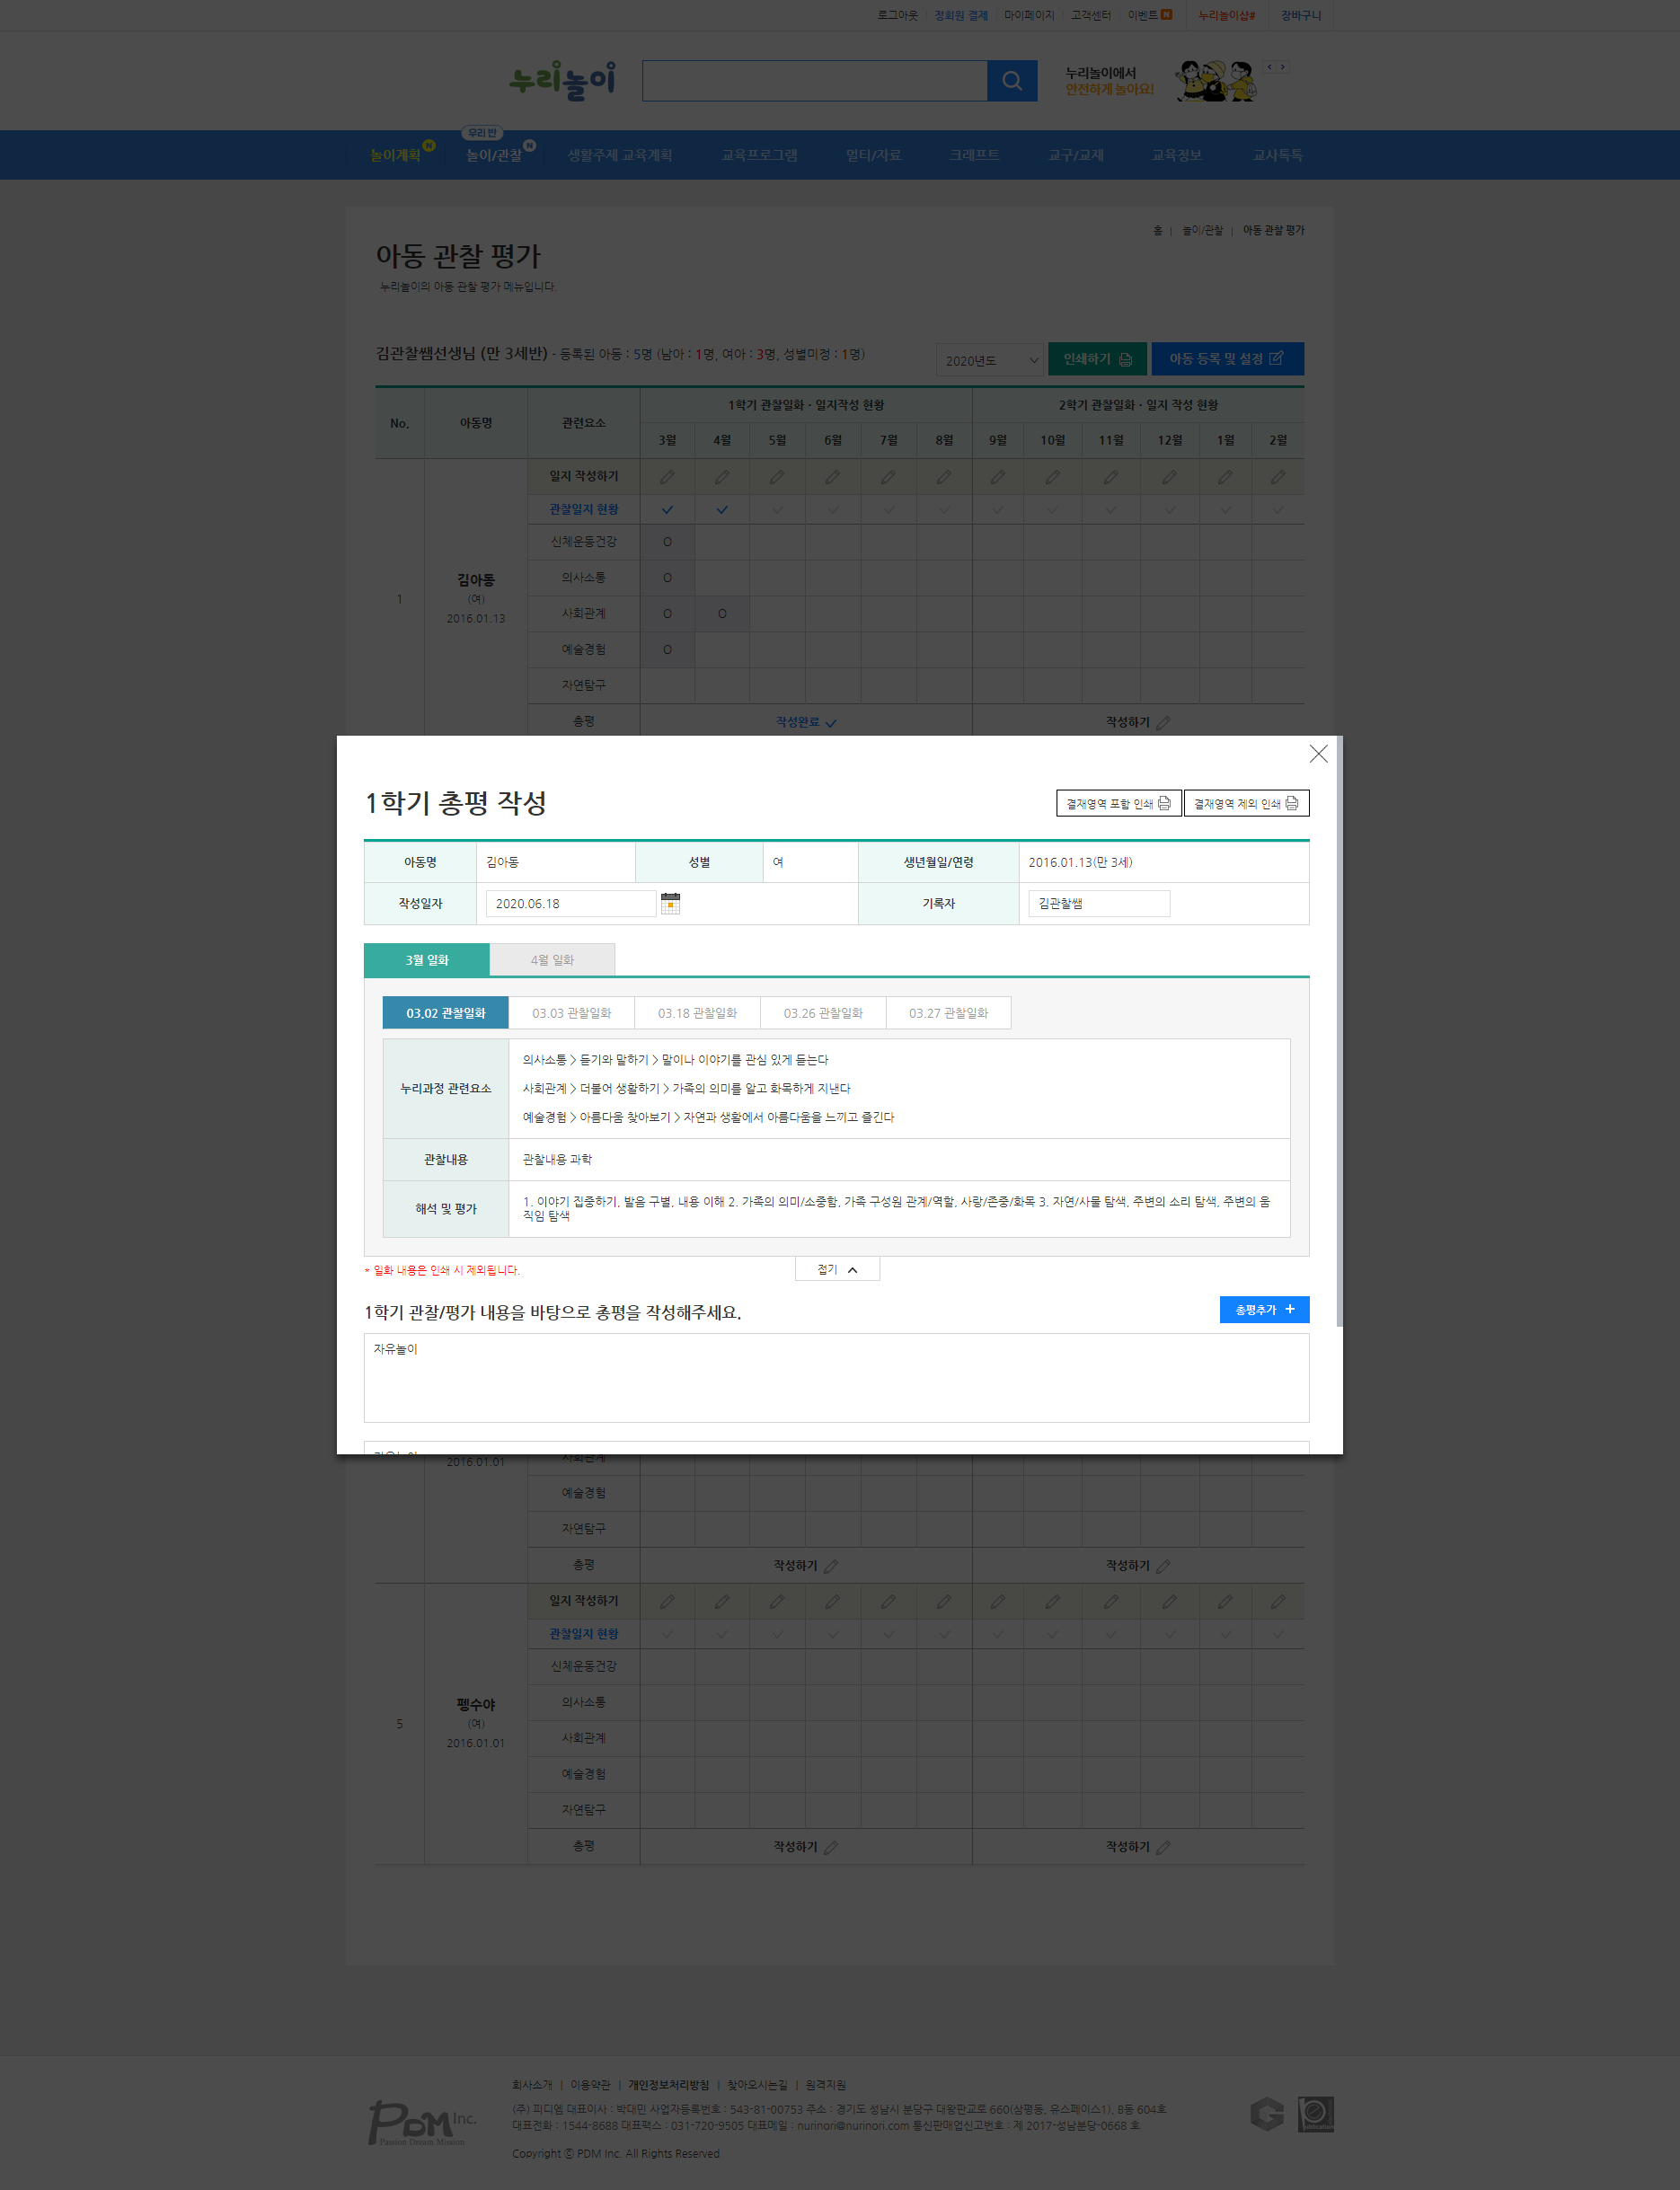 로그아웃 정회원 결제 마이페이지 고객센터 이벤트 N 누리놀이샵# 장바구니
누리놀이
누리놀이에서
안전하게 놀아요!
우리 반
놀이계획 N 놀이/관찰 N 생활주제 교육계획 교육프로그램 멀티/자료 크래프트 교구/교재 교육정보 교사톡톡
홈 | 놀이/관찰 | 아동 관찰 평가
아동 관찰 평가
누리놀이의 아동 관찰 평가 메뉴입니다.
김관찰쌤선생님 (만 3세반) - 등록된 아동 : 5명 (남아 : 1명, 여아 : 3명, 성별미정 : 1명)
2020년도 인쇄하기 아동 등록 및 설정
No. 아동명 관련요소 1학기 관찰일화 · 일지작성 현황 2학기 관찰일화 · 일지 작성 현황
3월 4월 5월 6월 7월 8월 9월 10월 11월 12월 1월 2월
일지 작성하기
관찰일지 현황
신체운동건강 O
의사소통 O
1 김아동 (여) 2016.01.13
사회관계 O O
예술경험 O
자연탐구
총평 작성완료 작성하기
1학기 총평 작성
결재영역 포함 인쇄 결재영역 제외 인쇄
아동명 김아동 성별 여 생년월일/연령 2016.01.13(만 3세)
작성일자 2020.06.18 기록자 김관찰쌤
3월 일화 4월 일화
03.02 관찰일화 03.03 관찰일화 03.18 관찰일화 03.26 관찰일화 03.27 관찰일화
누리과정 관련요소
의사소통 > 듣기와 말하기 > 말이나 이야기를 관심 있게 듣는다
사회관계 > 더불어 생활하기 > 가족의 의미를 알고 화목하게 지낸다
예술경험 > 아름다움 찾아보기 > 자연과 생활에서 아름다움을 느끼고 즐긴다
관찰내용 관찰내용 과학
해석 및 평가
1. 이야기 집중하기, 발음 구별, 내용 이해 2. 가족의 의미/소중함, 가족 구성원 관계/역할, 사랑/존중/화목 3. 자연/사물 탐색, 주변의 소리 탐색, 주변의 움
직임 탐색
* 일화 내용은 인쇄 시 제외됩니다.
접기
1학기 관찰/평가 내용을 바탕으로 총평을 작성해주세요.
총평추가 +
자유놀이
2016.01.01 사회관계
예술경험
자연탐구
총평 작성하기 작성하기
일지 작성하기
관찰일지 현황
신체운동건강
의사소통
5 펭수야 (여) 2016.01.01
사회관계
예술경험
자연탐구
총평 작성하기 작성하기
회사소개 | 이용약관 | 개인정보처리방침 | 찾아오시는길 | 원격지원
PDM Inc.
Passion Dream Mission
(주) 피디엠 대표이사 : 박대민 사업자등록번호 : 543-81-00753 주소 : 경기도 성남시 분당구 대왕판교로 660(삼평동, 유스페이스1), B동 604호
대표전화 : 1544-8688 대표팩스 : 031-720-9505 대표메일 : nurinori@nurinori.com 통신판매업신고번호 : 제 2017-성남분당-0668 호
Copyright ⓒ PDM Inc. All Rights Reserved